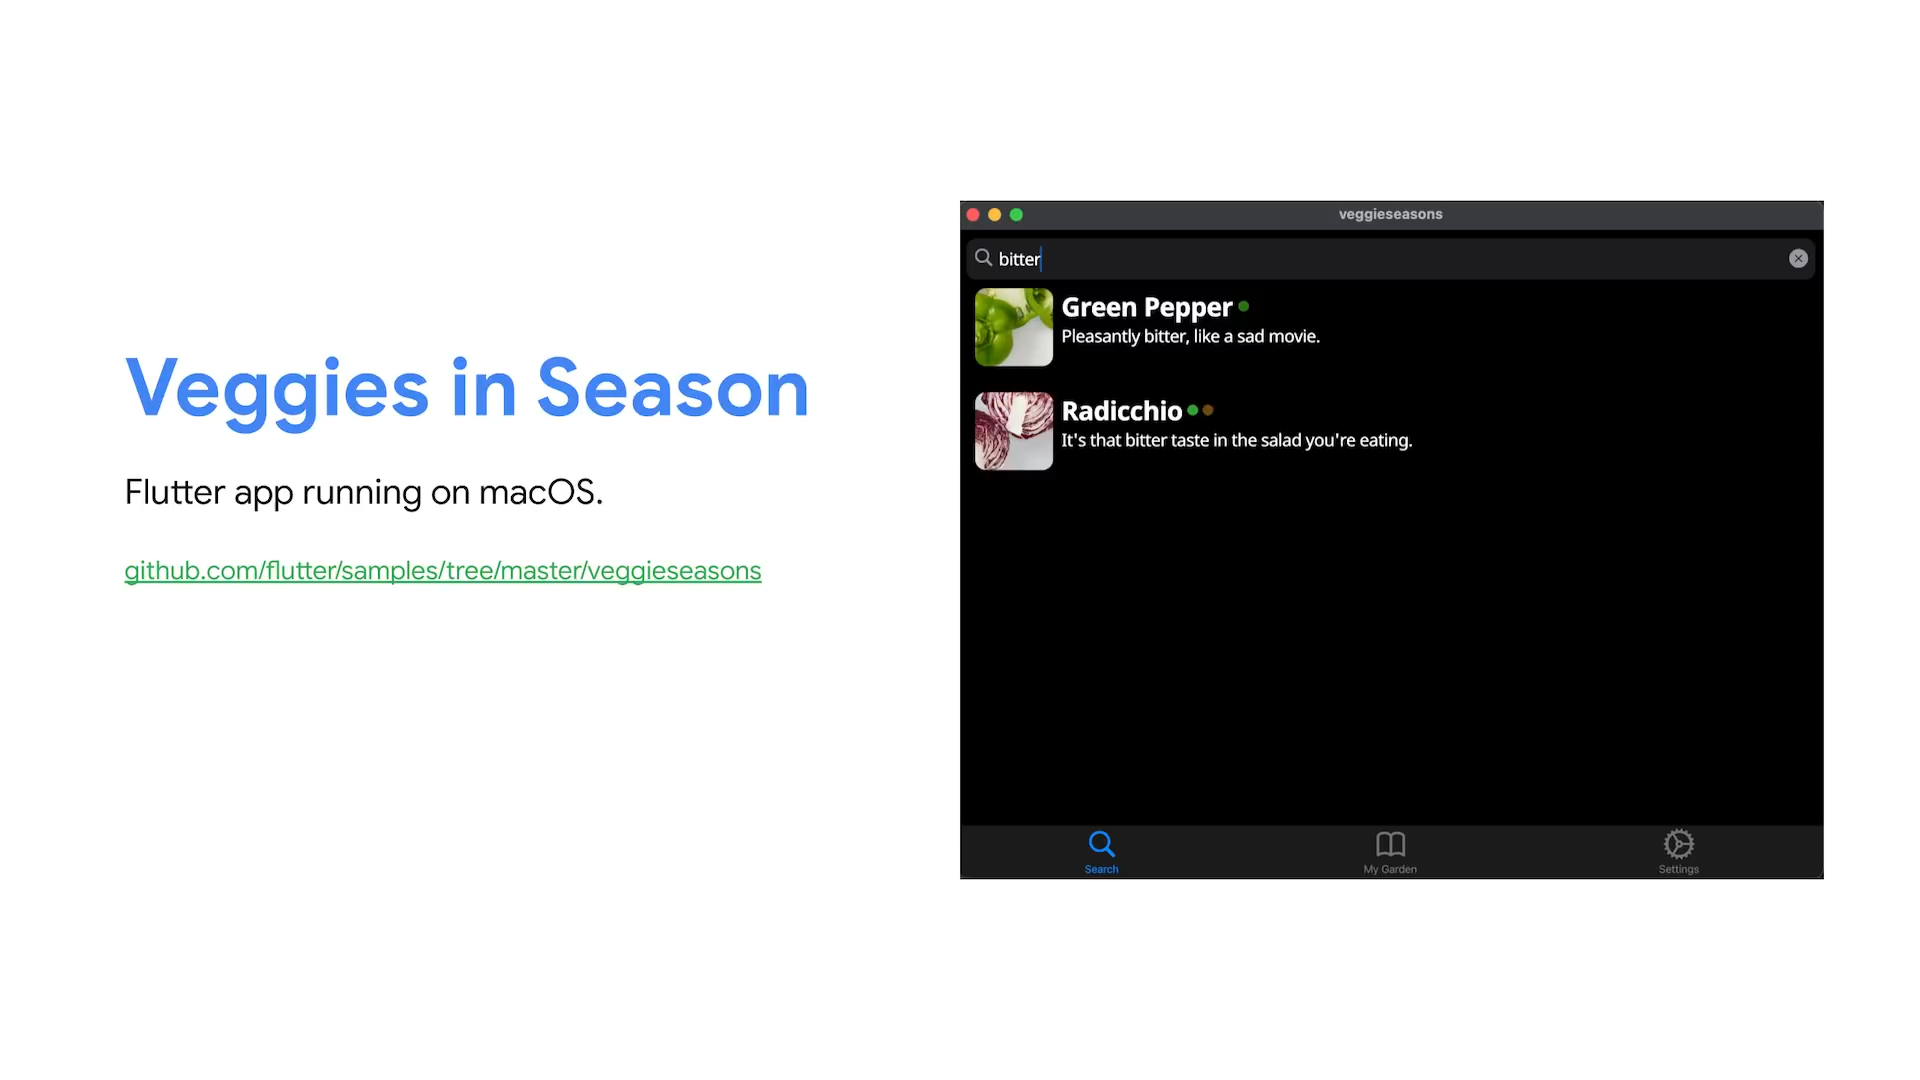 Veggies in Season
Flutter app running on macOS.
github.com/flutter/samples/tree/master/veggieseasons
veggieseasons
bitter
Green Pepper
Pleasantly bitter, like a sad movie.
Radicchio
It's that bitter taste in the salad you're eating.
Search
My Garden
Settings